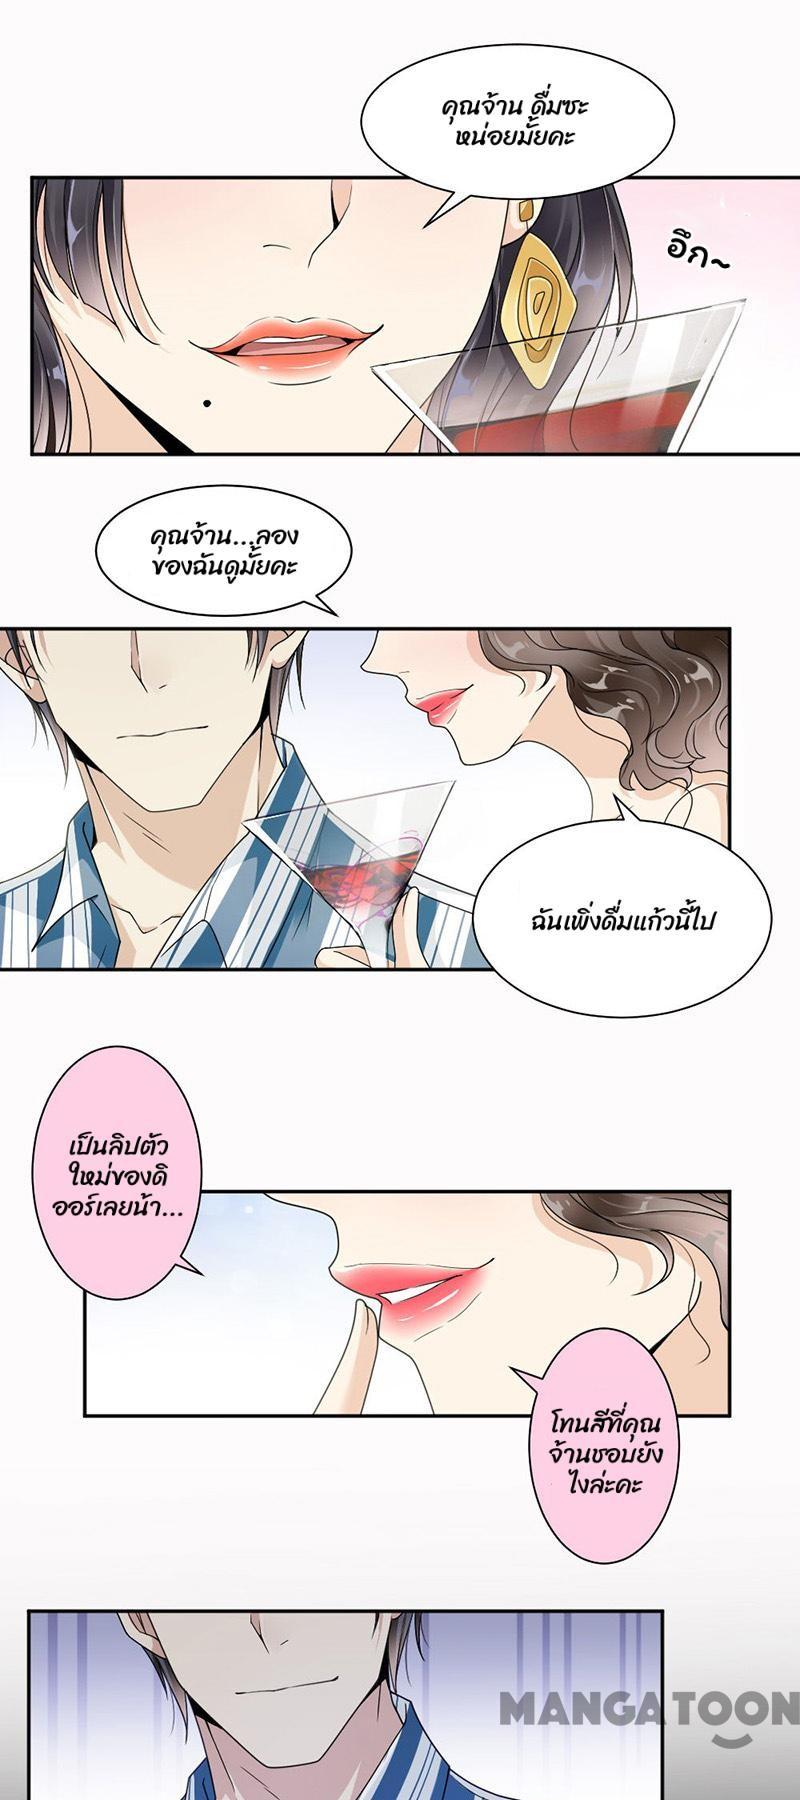 คุณจ้าน ดื่มซะ
หน่อยมั้ยคะ
อึก~
คุณจ้าน...ลอง
ของฉันดูมั้ยคะ
ฉันเพิ่งดื่มแก้วนี้ไป
เป็นลิปตัว
ใหม่ของดิ
ออร์เลยน้า...
โทนสีที่คุณ
จ้านชอบยัง
ไงล่ะคะ
MANGATOON